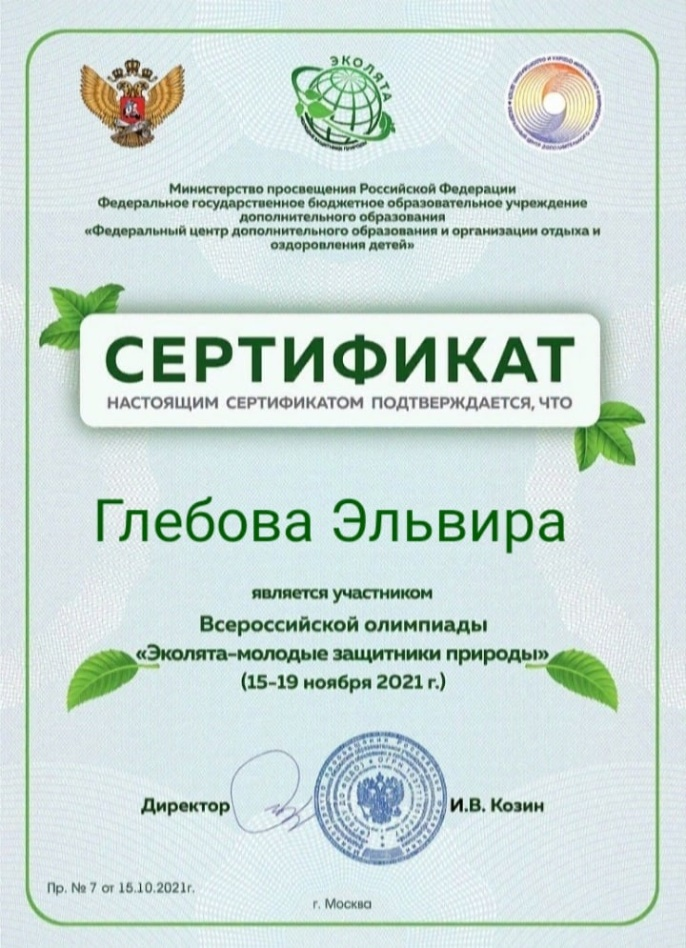 ЭКОЛЯТА
Министерство просвещения Российской Федерации
Федеральное государственное бюджетное образовательное учреждение
дополнительного образования
«Федеральный центр дополнительного образования и организации отдыха и
оздоровления детей»
СЕРТИФИКАТ
НАСТОЯЩИМ СЕРТИФИКАТОМ ПОДТВЕРЖДАЕТСЯ, ЧТО
Глебова Эльвира
является участником
Всероссийской олимпиады
«Эколята-молодые защитники природы»
(15-19 ноября 2021 г.)
Директор И.В. Козин
Пр. № 7 от 15.10.2021г.
г. Москва